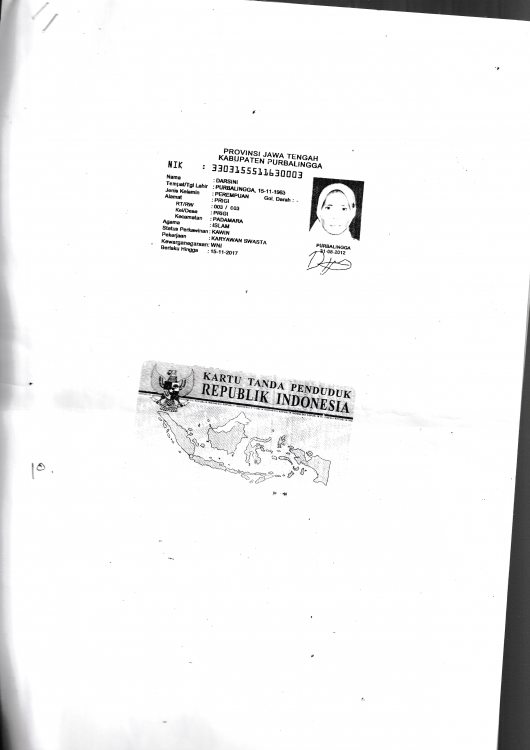 PROVINSI JAWA TENGAH
KABUPATEN PURBALINGGA
NIK : 3303155511630003
Nama : DARSINI
Tempat/Tgl Lahir : PURBALINGGA, 15-11-1963
Jenis Kelamin : PEREMPUAN Gol. Darah : -
Alamat : PRIGI
RT/RW : 003 / 003
Kel/Desa : PRIGI
Kecamatan : PADAMARA
Agama : ISLAM
Status Perkawinan : KAWIN
Pekerjaan : KARYAWAN SWASTA
Kewarganegaraan: WNI
Berlaku Hingga : 15-11-2017
PURBALINGGA
31-08-2012
KARTU TANDA PENDUDUK
REPUBLIK INDONESIA
10.